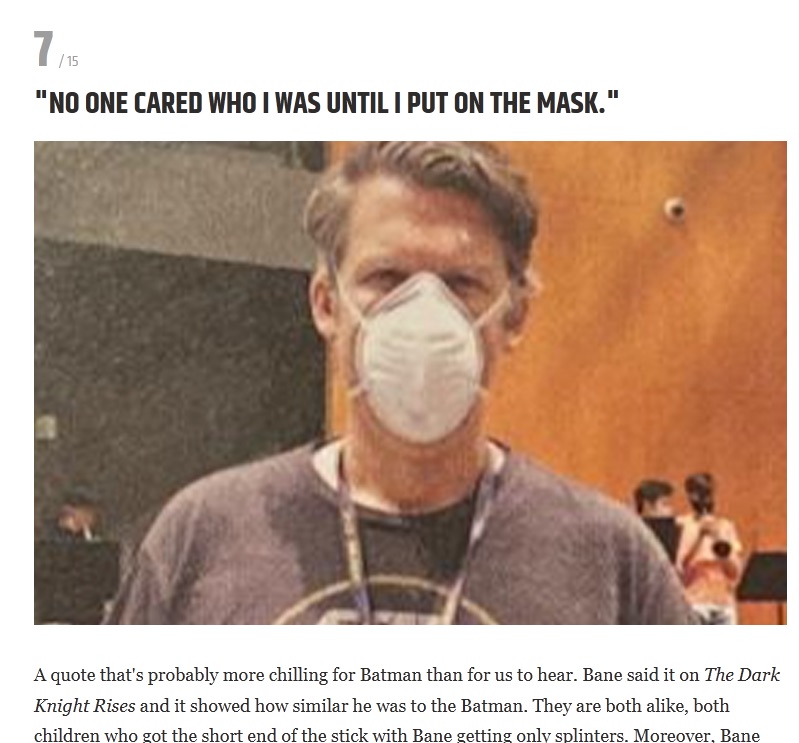 7 / 15
"NO ONE CARED WHO I WAS UNTIL I PUT ON THE MASK."
A quote that's probably more chilling for Batman than for us to hear. Bane said it on The Dark
Knight Rises and it showed how similar he was to the Batman. They are both alike, both
children who got the short end of the stick with Bane getting only splinters. Moreover, Bane